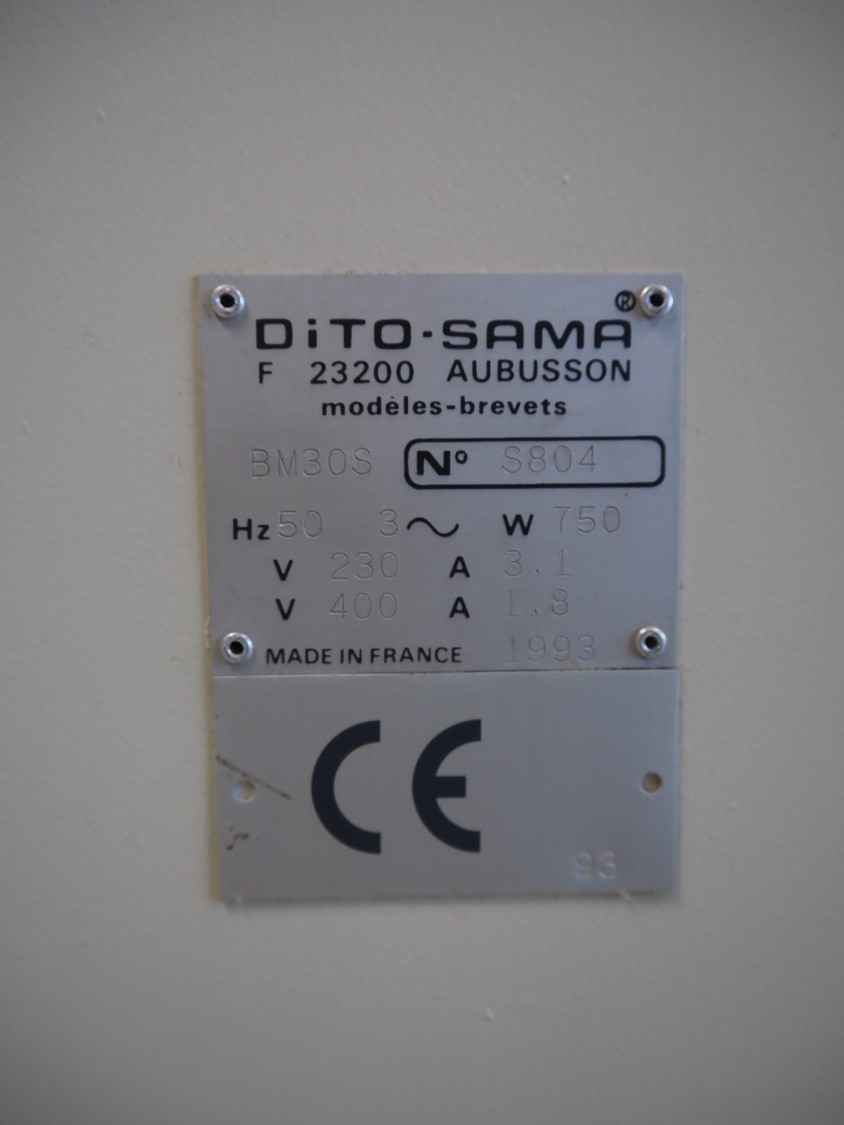 ®
DiTO-SAMA
F 23200 AUBUSSON
modèles-brevets
BM30S Nº S804
Hz 50 3~ W 750
V 230 A 3.1
V 400 A 1.8
MADE IN FRANCE 1993
CE
93